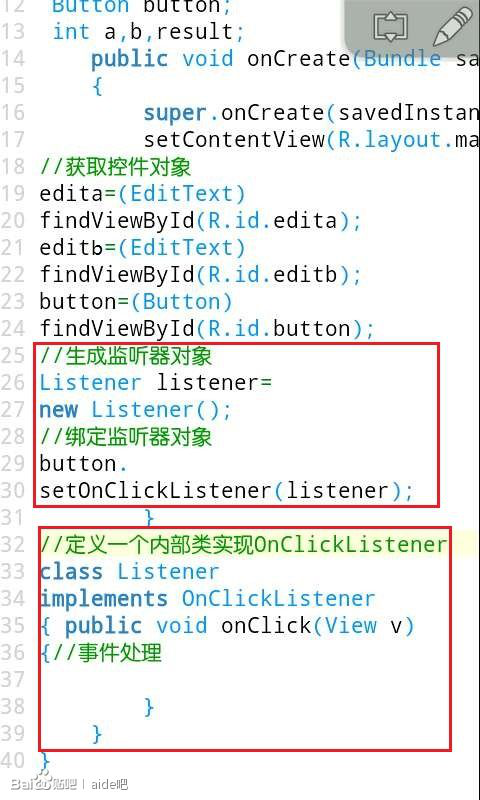 12 Button button;
13 int a,b,result;
14 public void onCreate(Bundle sa
15 {
16 super.onCreate(savedInstan
17 setContentView(R.layout.ma
18 //获取控件对象
19 edita=(EditText)
20 findViewById(R.id.edita);
21 editb=(EditText)
22 findViewById(R.id.editb);
23 button=(Button)
24 findViewById(R.id.button);
25 //生成监听器对象
26 Listener listener=
27 new Listener();
28 //绑定监听器对象
29 button.
30 setOnClickListener(listener);
31 }
32 //定义一个内部类实现OnClickListener
33 class Listener
34 implements OnClickListener
35 { public void onClick(View v)
36 {//事件处理
37
38 }
39 }
40 }
Bai 贴吧 | aide吧